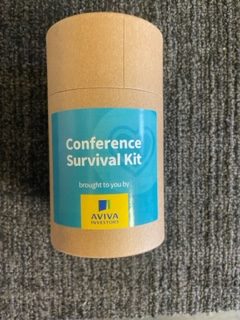 Conference
Survival Kit
brought to you by
AVIVA
INVESTORS